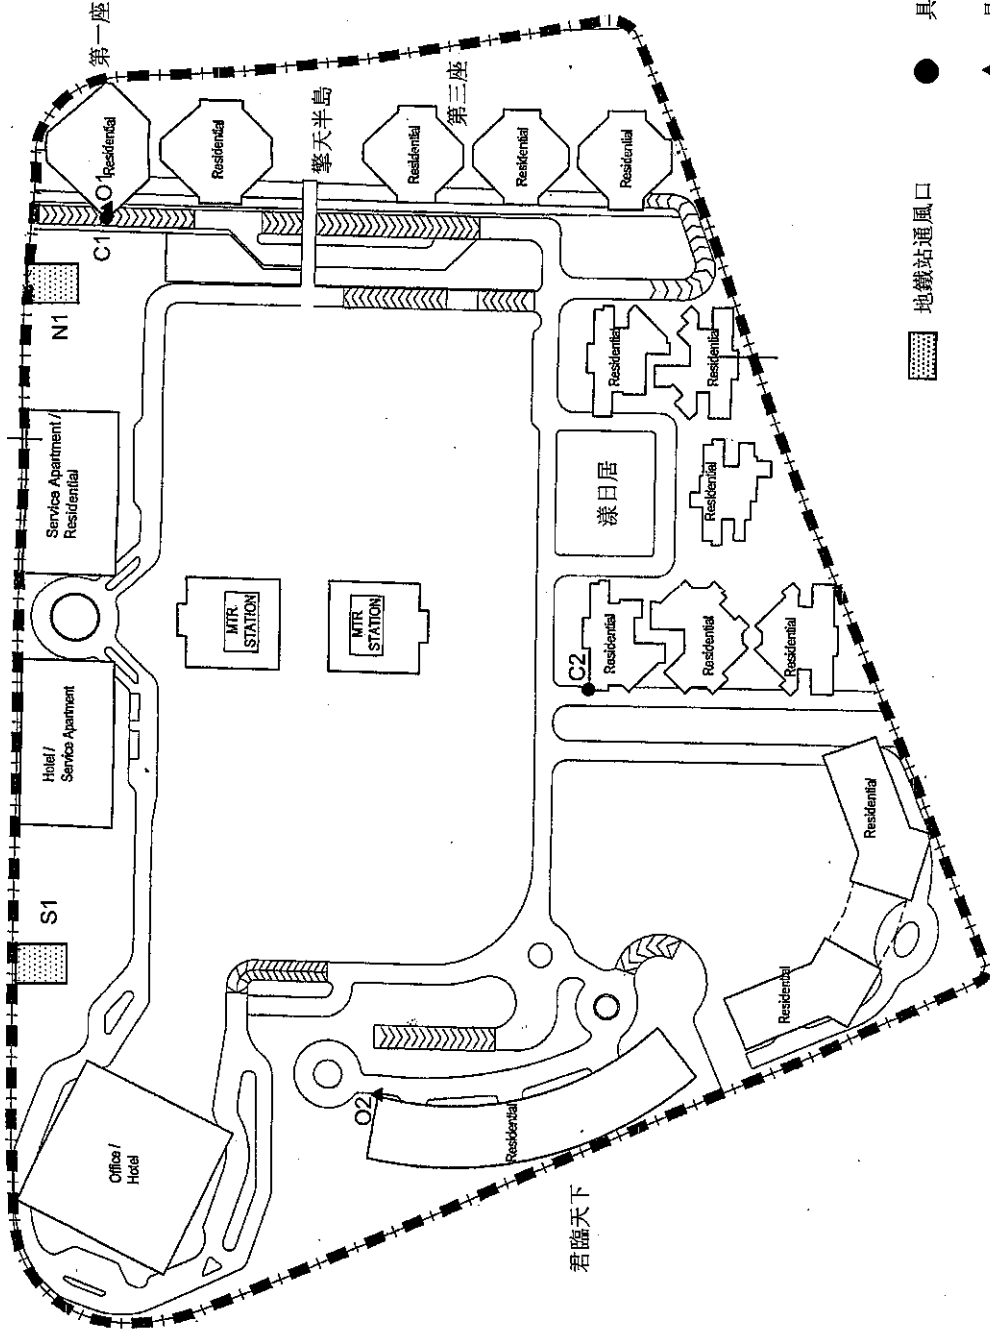 第一座
具
Residential
O1
C1
Residential
擎天半島
第三座
Residential
Residential
Residential
地鐵站通風口
N1
Service Apartment /
Residential
MTR
STATION
MTR
STATION
Residential
Residential
漾日居
Residential
Hotel /
Service Apartment
C2
Residential
Residential
Residential
S1
Residential
Residential
O2
Office /
Hotel
Residential
君臨天下